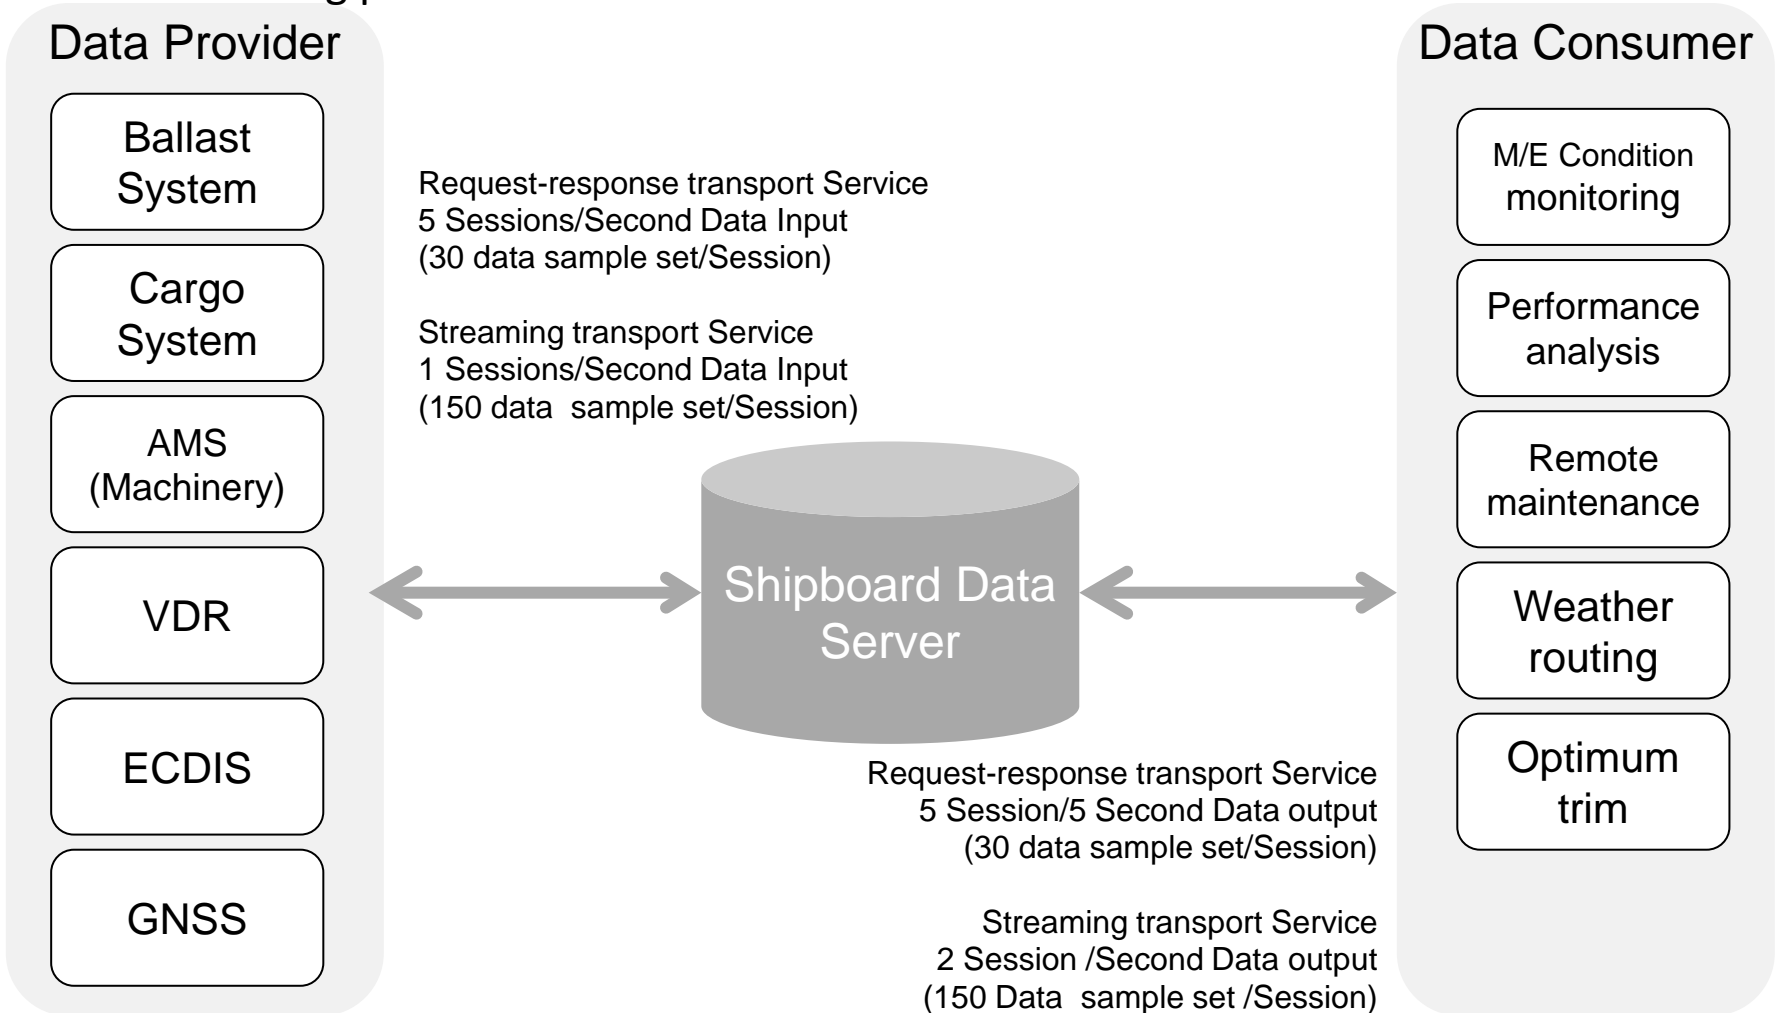 Data Provider
Ballast
System
Cargo
System
AMS
(Machinery)
VDR
ECDIS
GNSS
Request-response transport Service
5 Sessions/Second Data Input
(30 data sample set/Session)
Streaming transport Service
1 Sessions/Second Data Input
(150 data  sample set/Session)
Shipboard Data
Server
Request-response transport Service
5 Session/5 Second Data output
(30 data sample set/Session)
Streaming transport Service
2 Session /Second Data output
(150 Data  sample set /Session)
Data Consumer
M/E Condition
monitoring
Performance
analysis
Remote
maintenance
Weather
routing
Optimum
trim